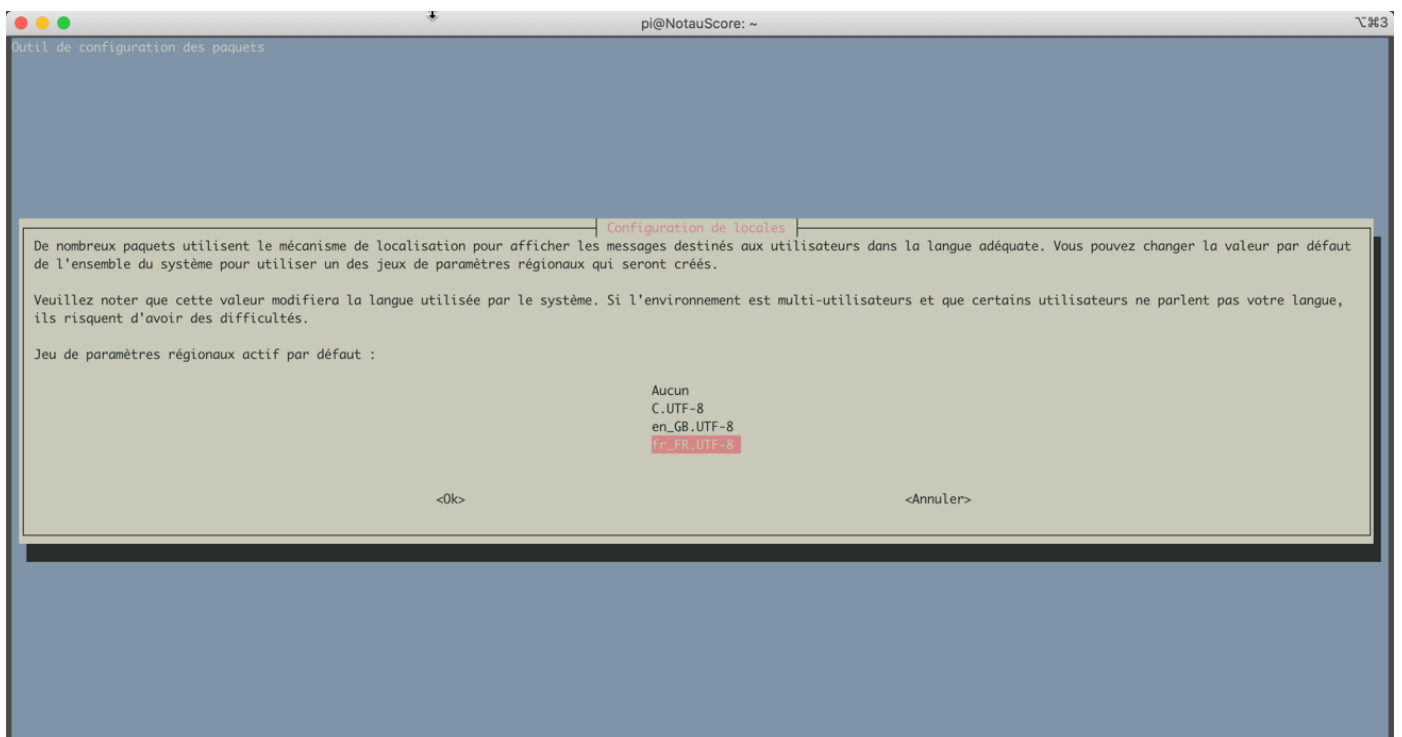 pi@NotauScore: ~
⌥⌘3
Outil de configuration des paquets
Configuration de locales
De nombreux paquets utilisent le mécanisme de localisation pour afficher les messages destinés aux utilisateurs dans la langue adéquate. Vous pouvez changer la valeur par défaut
de l'ensemble du système pour utiliser un des jeux de paramètres régionaux qui seront créés.
Veuillez noter que cette valeur modifiera la langue utilisée par le système. Si l'environnement est multi-utilisateurs et que certains utilisateurs ne parlent pas votre langue,
ils risquent d'avoir des difficultés.
Jeu de paramètres régionaux actif par défaut :
Aucun
C.UTF-8
en_GB.UTF-8
fr_FR.UTF-8
<Ok> <Annuler>